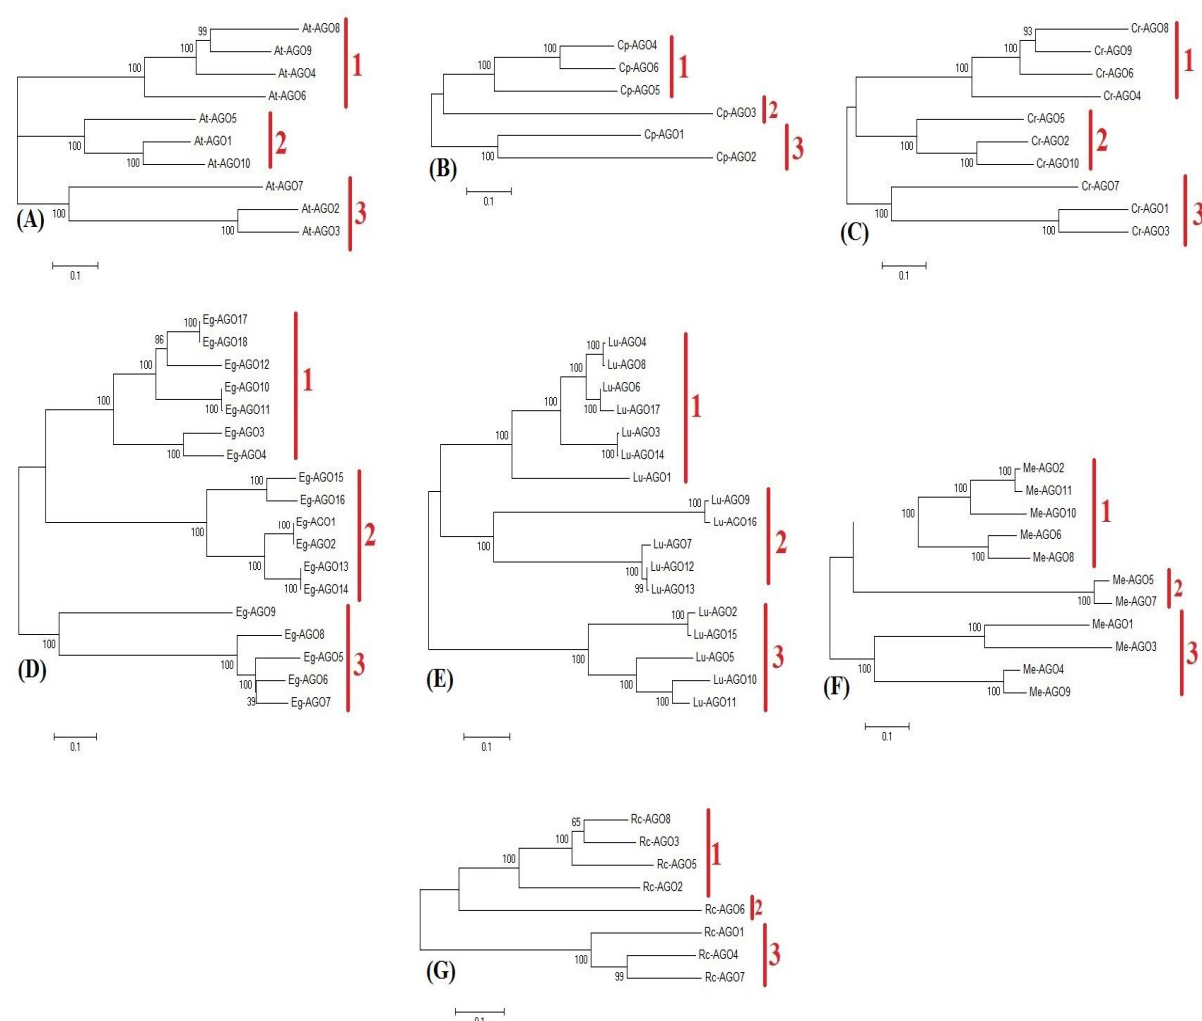 99
At-AGO8
100
At-AGO9
100
At-AGO4
At-AGO6
1
At-AGO5
100
At-AGO1
100
At-AGO10
2
At-AGO7
100
At-AGO2
100
At-AGO3
3
(A)
0.1
100
Cp-AGO4
100
Cp-AGO6
Cp-AGO5
1
Cp-AGO3
2
Cp-AGO1
100
Cp-AGO2
3
(B)
0.1
93
Cr-AGO8
100
Cr-AGO9
100
Cr-AGO6
Cr-AGO4
1
Cr-AGO5
100
Cr-AGO2
100
Cr-AGO10
2
Cr-AGO7
100
Cr-AGO1
100
Cr-AGO3
3
(C)
0.1
100
Eg-AGO17
86
Eg-AGO18
100
Eg-AGO12
100
Eg-AGO10
100
Eg-AGO11
Eg-AGO3
100
Eg-AGO4
1
100
Eg-AGO15
Eg-AGO16
100
100
Eg-AGO1
Eg-AGO2
100
Eg-AGO13
100
Eg-AGO14
2
Eg-AGO9
100
Eg-AGO8
100
Eg-AGO5
100
Eg-AGO6
39
Eg-AGO7
3
(D)
0.1
100
Lu-AGO4
100
Lu-AGO8
100
Lu-AGO6
100
Lu-AGO17
Lu-AGO3
100
Lu-AGO14
100
Lu-AGO1
1
Lu-AGO9
100
Lu-AGO16
100
Lu-AGO7
100
Lu-AGO12
99
Lu-AGO13
2
Lu-AGO2
100
Lu-AGO15
100
Lu-AGO5
100
Lu-AGO10
100
Lu-AGO11
3
(E)
0.1
Me-AGO2
100
Me-AGO11
100
Me-AGO10
100
Me-AGO6
100
Me-AGO8
1
Me-AGO5
100
Me-AGO7
2
Me-AGO1
100
Me-AGO3
100
Me-AGO4
100
Me-AGO9
3
(F)
0.1
65
Rc-AGO8
100
Rc-AGO3
100
Rc-AGO5
Rc-AGO2
1
Rc-AGO6
2
Rc-AGO1
100
Rc-AGO4
99
Rc-AGO7
3
(G)
0.1